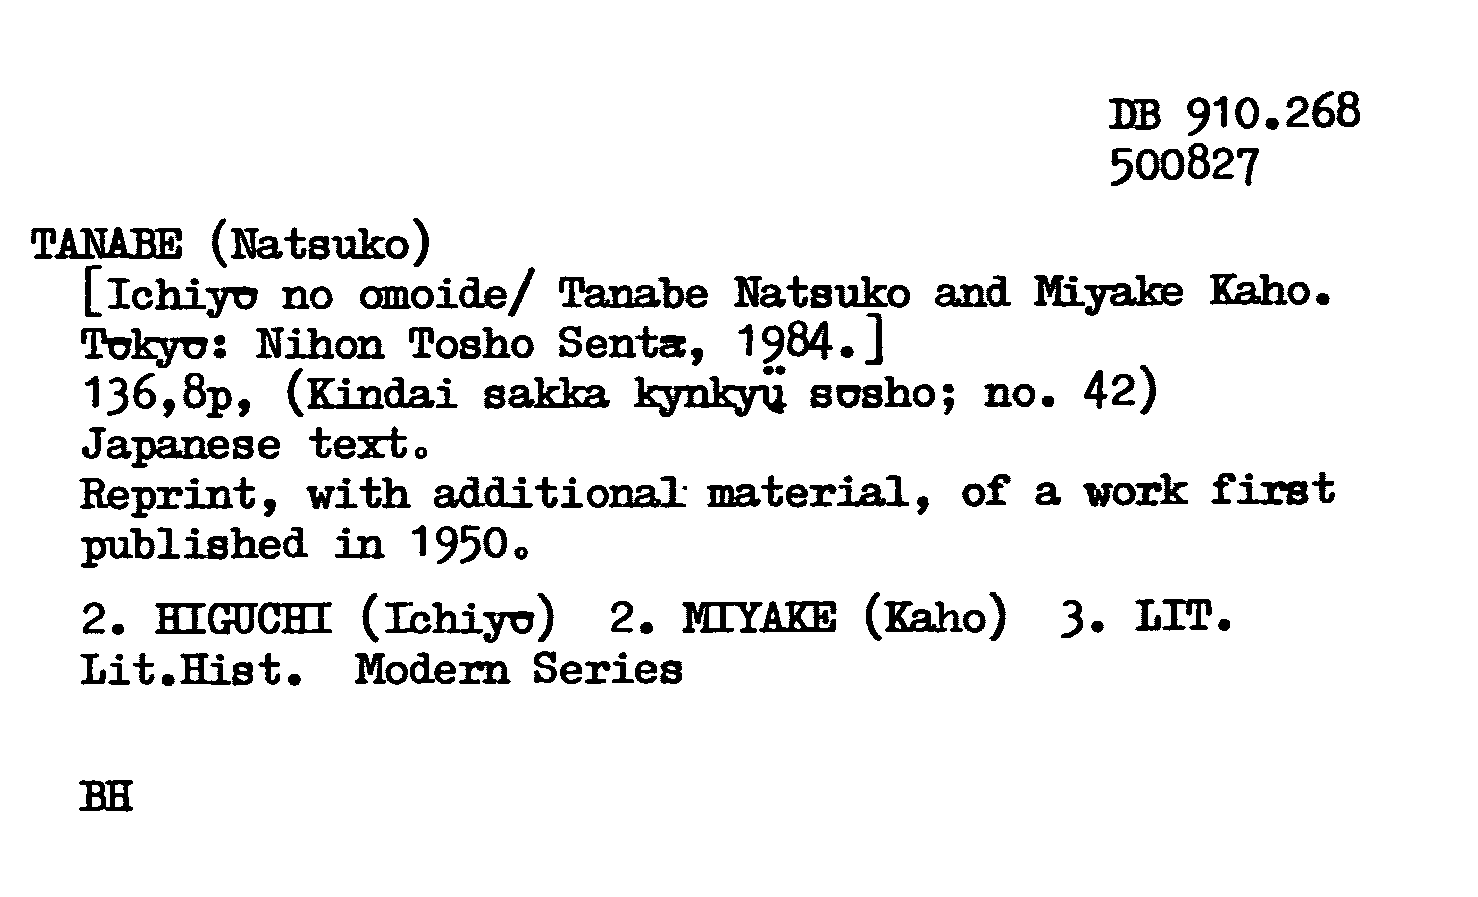 DB 910.268
500827
TANABE (Natsuko)
[Ichiyō no omoide/ Tanabe Natsuko and Miyake Kaho.
Tōkyō: Nihon Tosho Sentā, 1984.]
136,8p, (Kindai sakka kynkyū sōsho; no. 42)
Japanese text.
Reprint, with additional material, of a work first
published in 1950.
2. HIGUCHI (Ichiyō) 2. MIYAKE (Kaho) 3. LIT.
Lit.Hist. Modern Series
BH